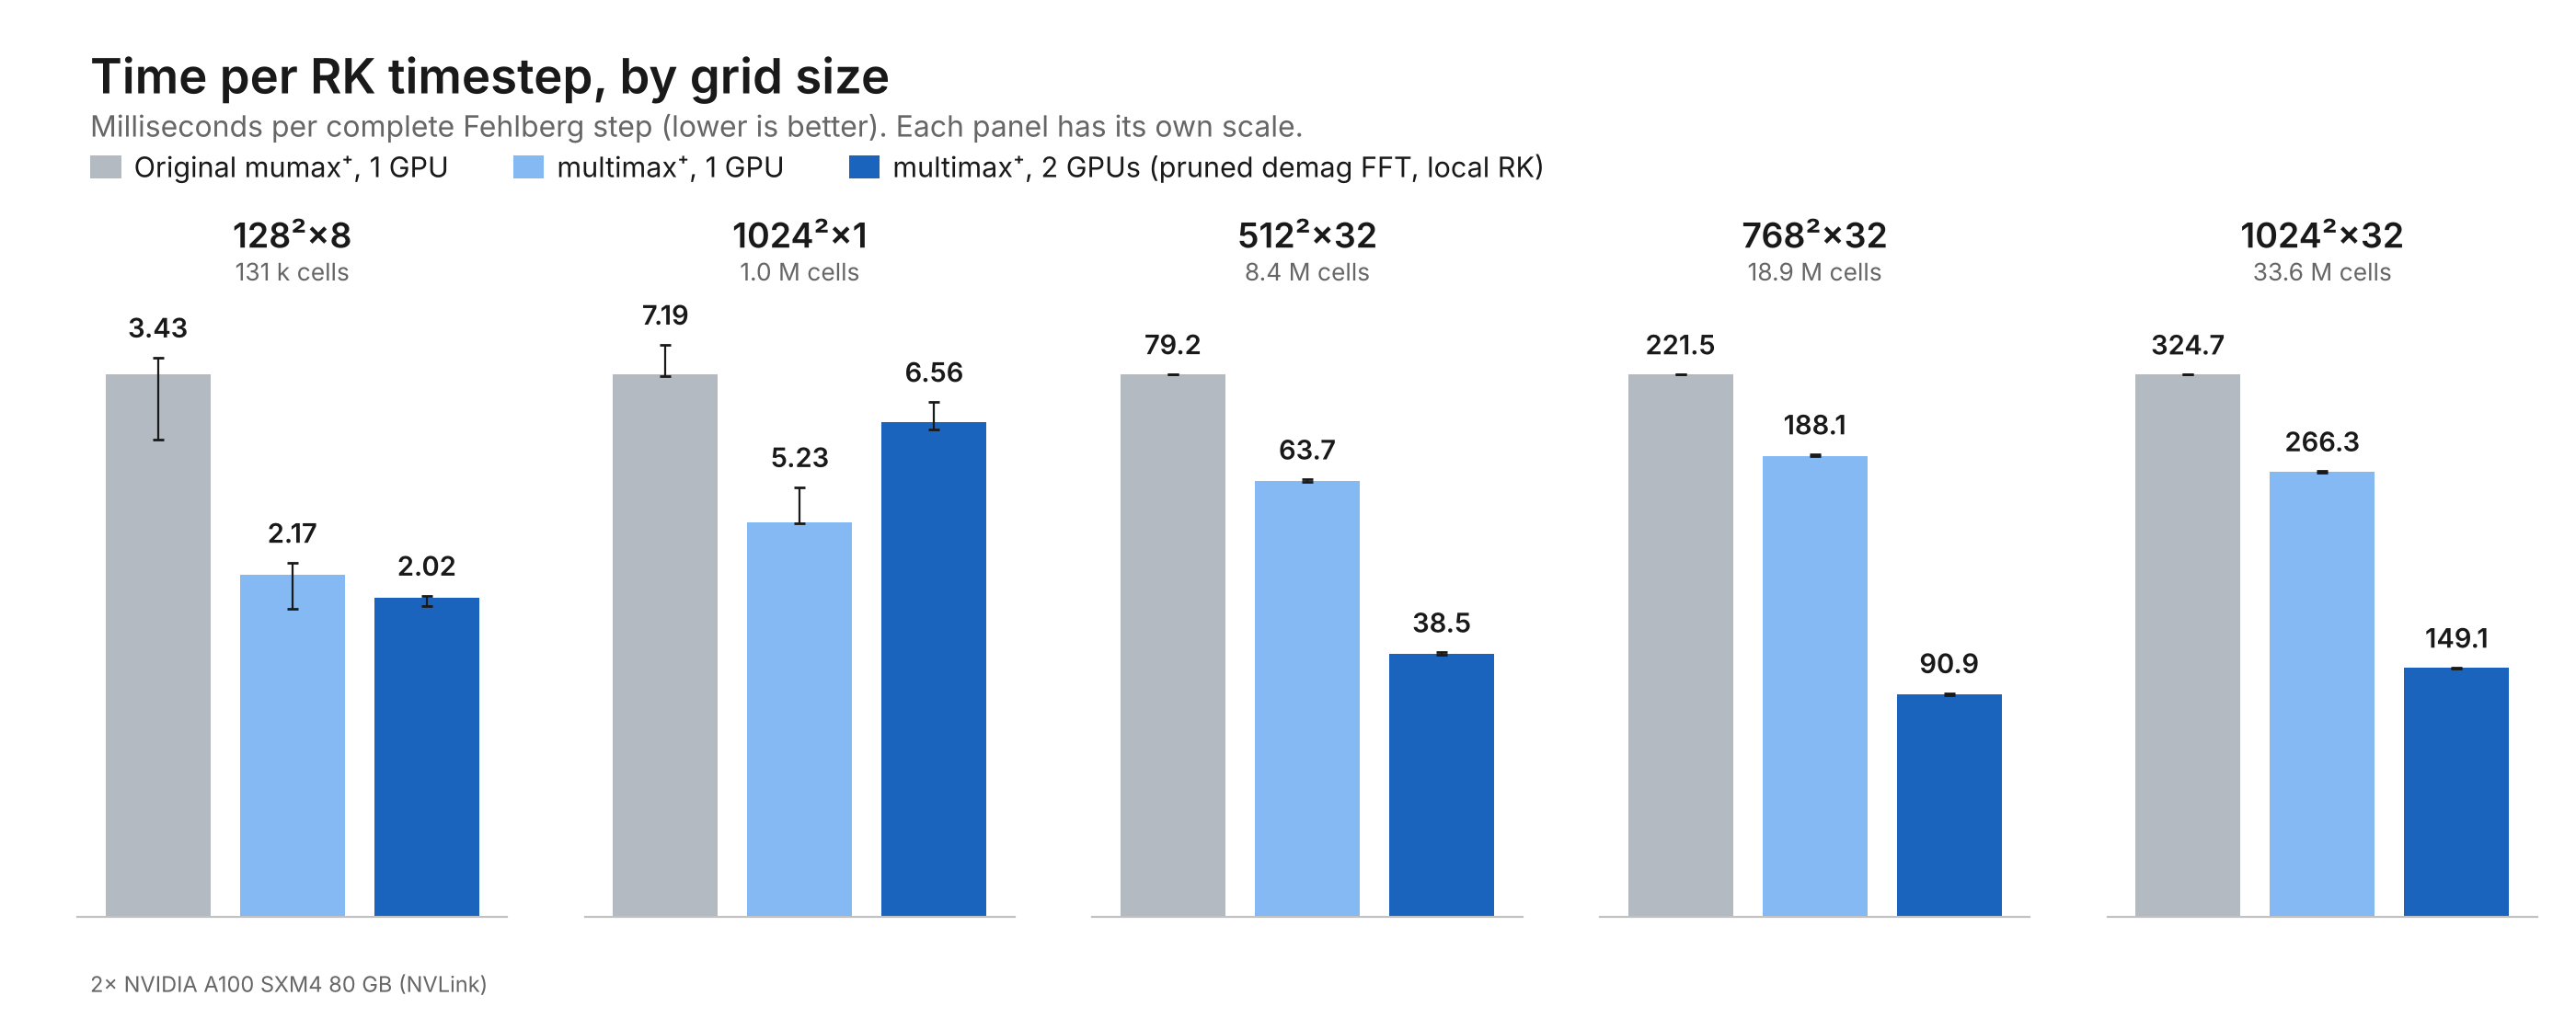 Time per RK timestep, by grid size
Milliseconds per complete Fehlberg step (lower is better). Each panel has its own scale.
Original mumax⁺, 1 GPU multimax⁺, 1 GPU multimax⁺, 2 GPUs (pruned demag FFT, local RK)
128²×8
131 k cells
3.43
2.17
2.02
1024²×1
1.0 M cells
7.19
5.23
6.56
512²×32
8.4 M cells
79.2
63.7
38.5
768²×32
18.9 M cells
221.5
188.1
90.9
1024²×32
33.6 M cells
324.7
266.3
149.1
2× NVIDIA A100 SXM4 80 GB (NVLink)